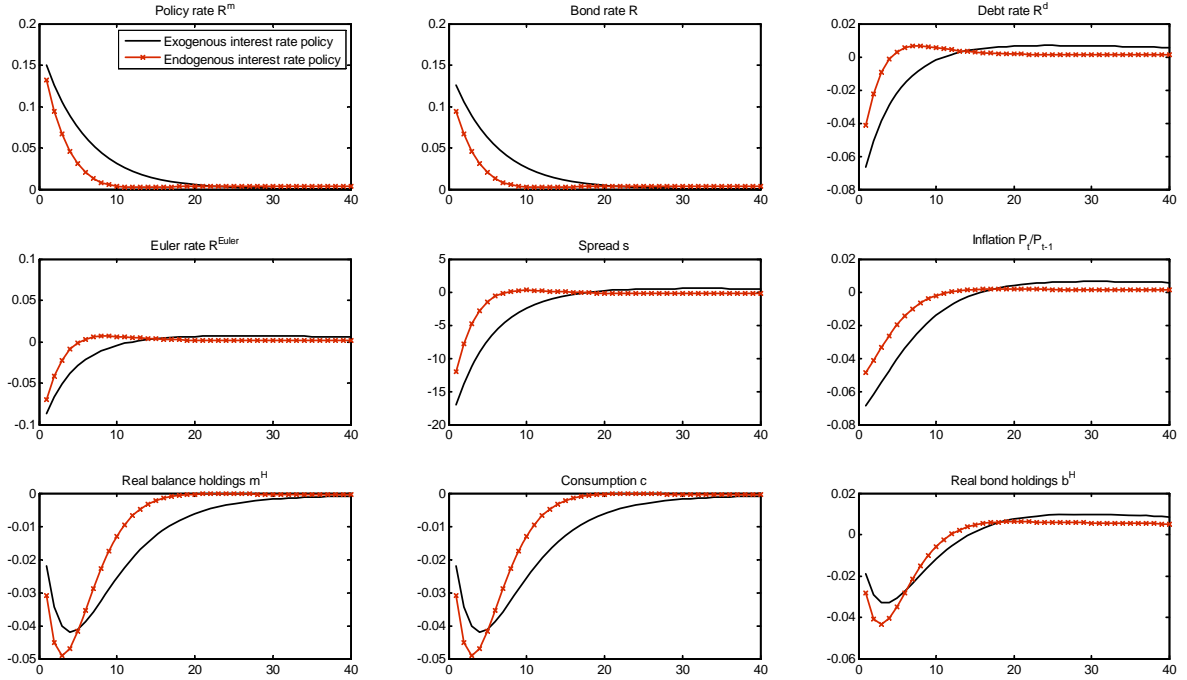 Policy rate R^m
Bond rate R
Debt rate R^d
0.2
0.15
0.1
0.05
0
Exogenous interest rate policy
Endogenous interest rate policy
0 10 20 30 40
0.2
0.15
0.1
0.05
0
0 10 20 30 40
0.02
0
-0.02
-0.04
-0.06
-0.08
0 10 20 30 40
Euler rate R^Euler
Spread s
Inflation P_t/P_t-1
0.1
0.05
0
-0.05
-0.1
0 10 20 30 40
5
0
-5
-10
-15
-20
0 10 20 30 40
0.02
0
-0.02
-0.04
-0.06
-0.08
0 10 20 30 40
Real balance holdings m^H
Consumption c
Real bond holdings b^H
0
-0.01
-0.02
-0.03
-0.04
-0.05
0 10 20 30 40
0
-0.01
-0.02
-0.03
-0.04
-0.05
0 10 20 30 40
0.02
0
-0.02
-0.04
-0.06
0 10 20 30 40